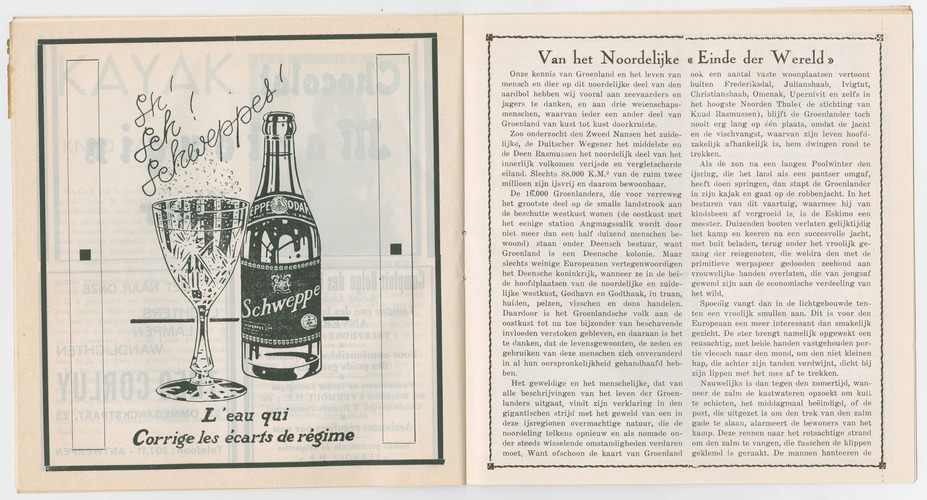 Sch!
Sch!
Schweppes!
Schweppe
L'eau qui
Corrige les écarts de régime
Van het Noordelijke « Einde der Wereld »
Onze kennis van Groenland en het leven van
mensch en dier op dit noordelijke deel van den
aardbol hebben wij vooral aan zeevaarders en
jagers te danken, en aan drie weienschaps-
menschen, waarvan ieder een ander deel van
Groenland van kust tot kust doorkruiste.
Zoo onderzocht den Zweed Nansen het zuide-
lijke, de Duitscher Wegener het middelste en
de Deen Rasmussen het noordelijk deel van het
innerlijk volkomen verijsde en vergletscherde
eiland. Slechts 88.000 K.M.² van de ruim twee
millioen zijn ijsvrij en daarom bewoonbaar.
De 16.000 Groenlanders, die voor verreweg
het grootste deel op de smalle landstrook aan
de beschutte westkust wonen (de oostkust met
het eenige station Angmagssalik wordt door
niet meer dan een half duizend menschen be-
woond) staan onder Deensch bestuur, want
Groenland is een Deensche kolonie. Maar
slechts weinige Europeanen vertegenwoordigen
het Deensche koninkrijk, wanneer ze in de bei-
de hoofdplaatsen van de noordelijke en zuide-
lijke westkust, Godhavn en Godthaak, in traan,
huiden, pelzen, visschen en dons handelen.
Daardoor is het Groenlandsche volk aan de
oostkust tot nu toe bijzonder van beschavende
invloeden verstoken gebleven, en daaraan is het
te danken, dat de levensgewoonten, de zeden en
gebruiken van deze menschen zich onveranderd
in al hun oorspronkelijkheid gehandhaafd heb-
ben.
Het geweldige en het menschelijke, dat van
alle beschrijvingen van het leven der Groen-
landers uitgaat, vindt zijn verklaring in den
gigantischen strijd met het geweld van een in
deze ijsregionen overmachtige natuur, die de
noordeling telkens opnieuw en als nomade on-
der steeds wisselende omstandigheden verduren
moet, Want ofschoon de kaart van Groenland
ook een aantal vaste woonplaatsen vertoont
buiten Frederiksdal, Julianshaab, Ivigtut,
Christianshaab, Omenak, Upernivit en zelfs in
het hoogste Noorden Thule( de stichting van
Knud Rasmussen), blijft de Groenlander toch
nooit erg lang op één plaats, omdat de jacht
en de vischvangst, waarvan zijn leven hoofd-
zakelijk afhankelijk is, hem dwingen rond te
trekken.
Als de zon na een langen Poolwinter den
ijsring, die het land als een pantser omgaf,
heeft doen springen, dan stapt de Groenlander
in zijn kajak en gaat op de robbenjacht. In het
besturen van dit vaartuig, waarmee hij van
kindsbeen af vergroeid is, is de Eskimo een
meester. Duizenden booten verlaten gelijktijdig
het kamp en keeren na een succesvolle jacht,
met buit beladen, terug onder het vroolijk ge-
zang der reisgenoten, die weldra den met de
primitieve werpspeer gedooden zeehond aan
vrouwelijke handen overlaten, die van jongsaf
gewend zijn aan de economische verdeeling van
het wild,
Spoedig vangt dan in de lichtgebouwde ten-
ten een vroolijk smullen aan. Dit is voor den
Europeaan een meer interessant dan smakelijk
gezicht. De eter brengt namelijk opgewekt een
reusachtig, met beide handen vastgehouden por-
tie vleesch naar den mond, om den niet kleinen
hap, die achter zijn tanden verdwijnt, dicht bij
zijn lippen met het mes af te trekken.
Nauwelijks is dan tegen den zomertijd, wan-
neer de zalm de kustwateren opzoekt om kuit
te schieten, het middagmaal beëindigd, of de
post, die uitgezet is om den trek van den zalm
gade te slaan, alarmeert de bewoners van het
kamp. Deze rennen naar het rotsachtige strand
om den zalm te vangen, die fusschen de klippen
geklemd is geraakt. De mannen hanteeren de